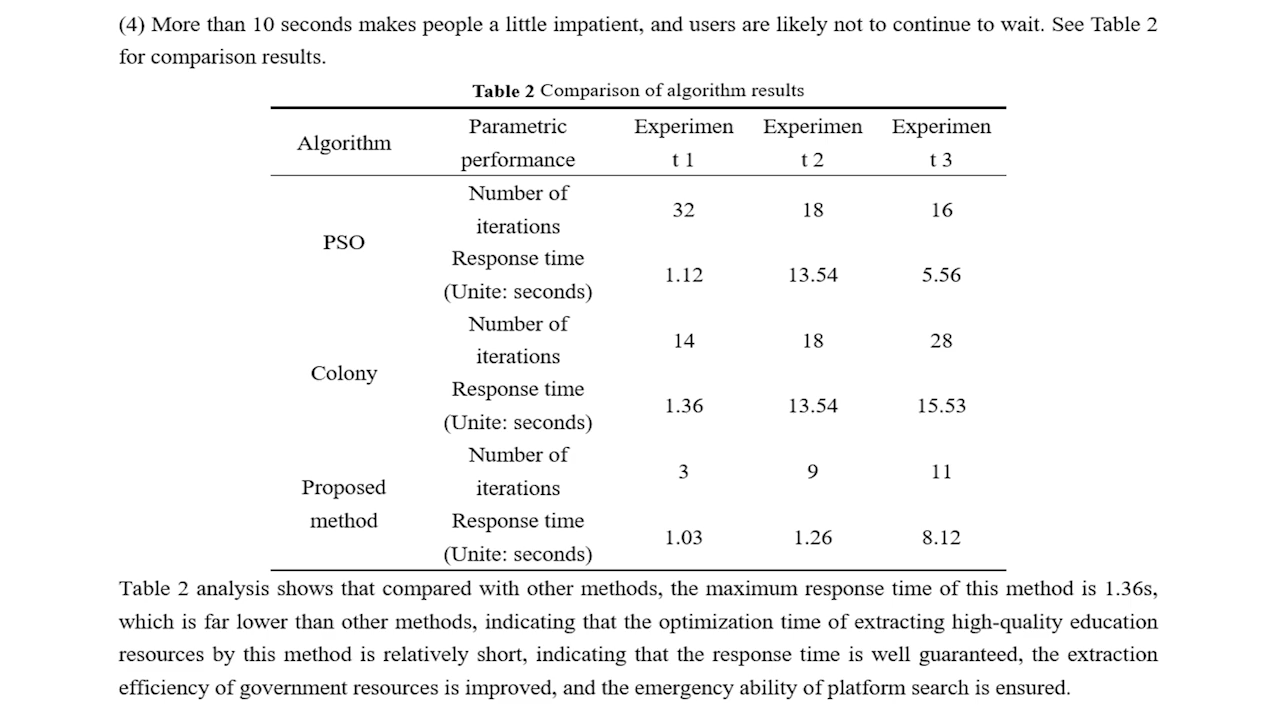 (4) More than 10 seconds makes people a little impatient, and users are likely not to continue to wait. See Table 2
for comparison results.
Table 2 Comparison of algorithm results
Algorithm
Parametric
performance
Experimen
t 1
Experimen
t 2
Experimen
t 3
PSO
Number of
iterations
32
18
16
Response time
(Unite: seconds)
1.12
13.54
5.56
Colony
Number of
iterations
14
18
28
Response time
(Unite: seconds)
1.36
13.54
15.53
Proposed
method
Number of
iterations
3
9
11
Response time
(Unite: seconds)
1.03
1.26
8.12
Table 2 analysis shows that compared with other methods, the maximum response time of this method is 1.36s,
which is far lower than other methods, indicating that the optimization time of extracting high-quality education
resources by this method is relatively short, indicating that the response time is well guaranteed, the extraction
efficiency of government resources is improved, and the emergency ability of platform search is ensured.